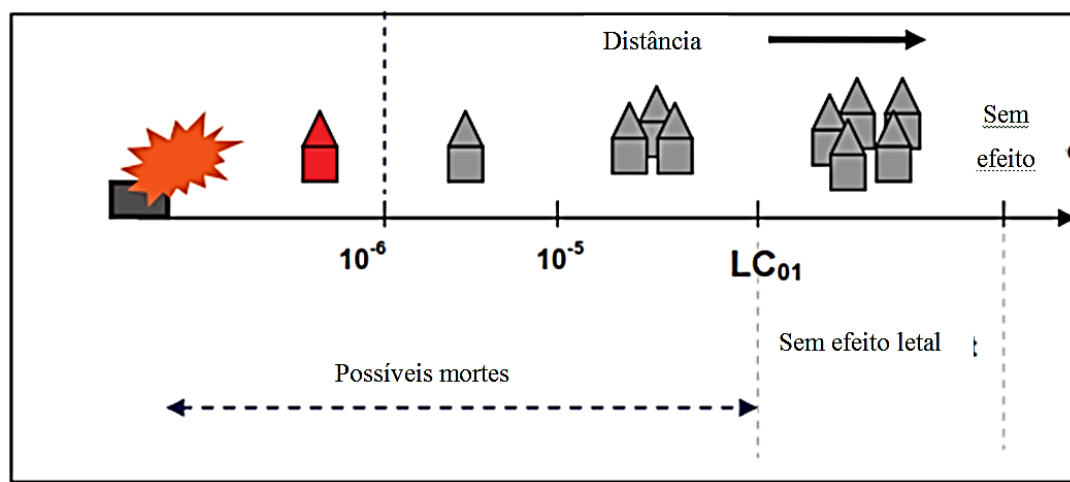 Distância
Sem
efeito
10⁻⁶
10⁻⁵
LC₀₁
Sem efeito letal
Possíveis mortes